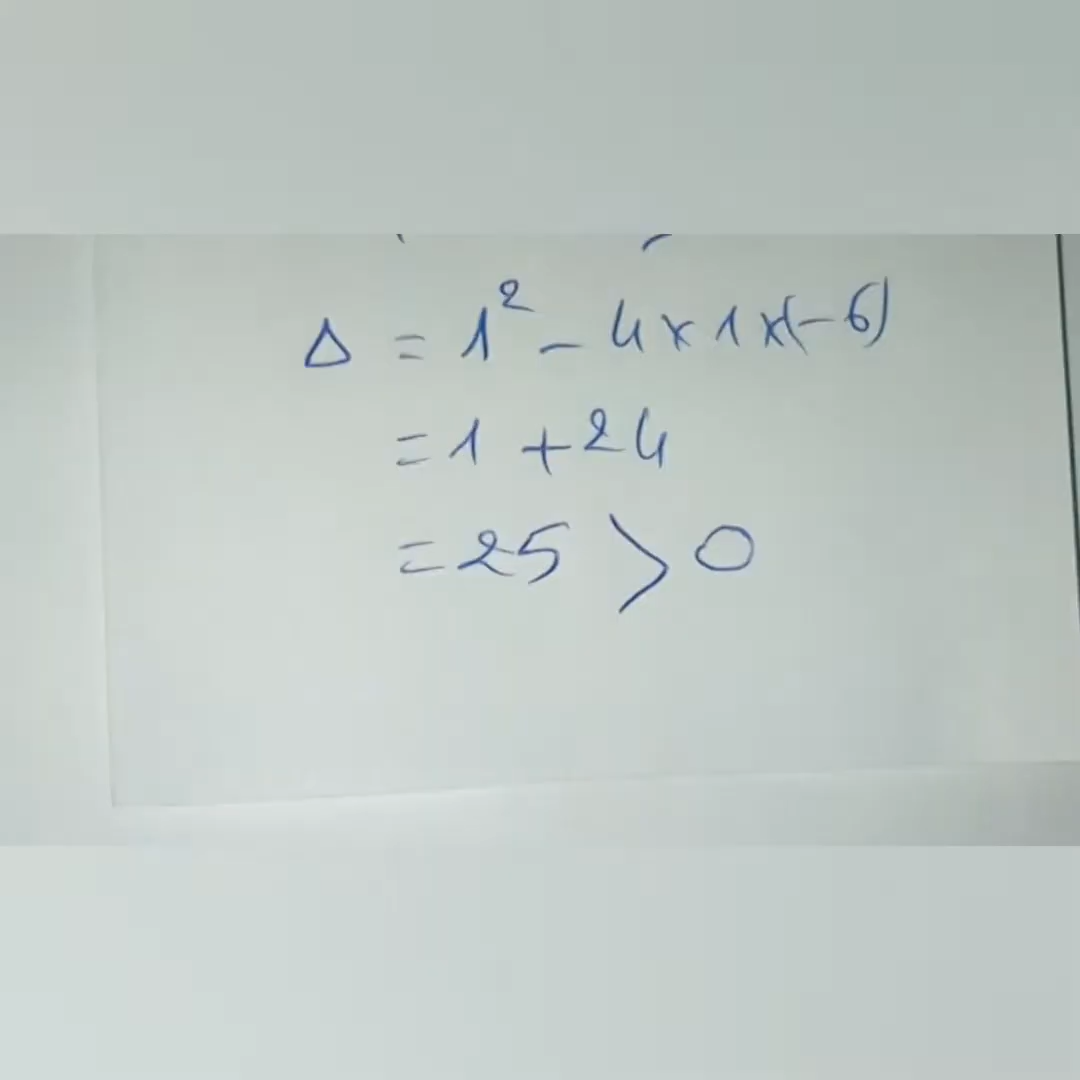 Δ = 1² - 4 x 1 x (-6)
= 1 + 24
= 25 > 0